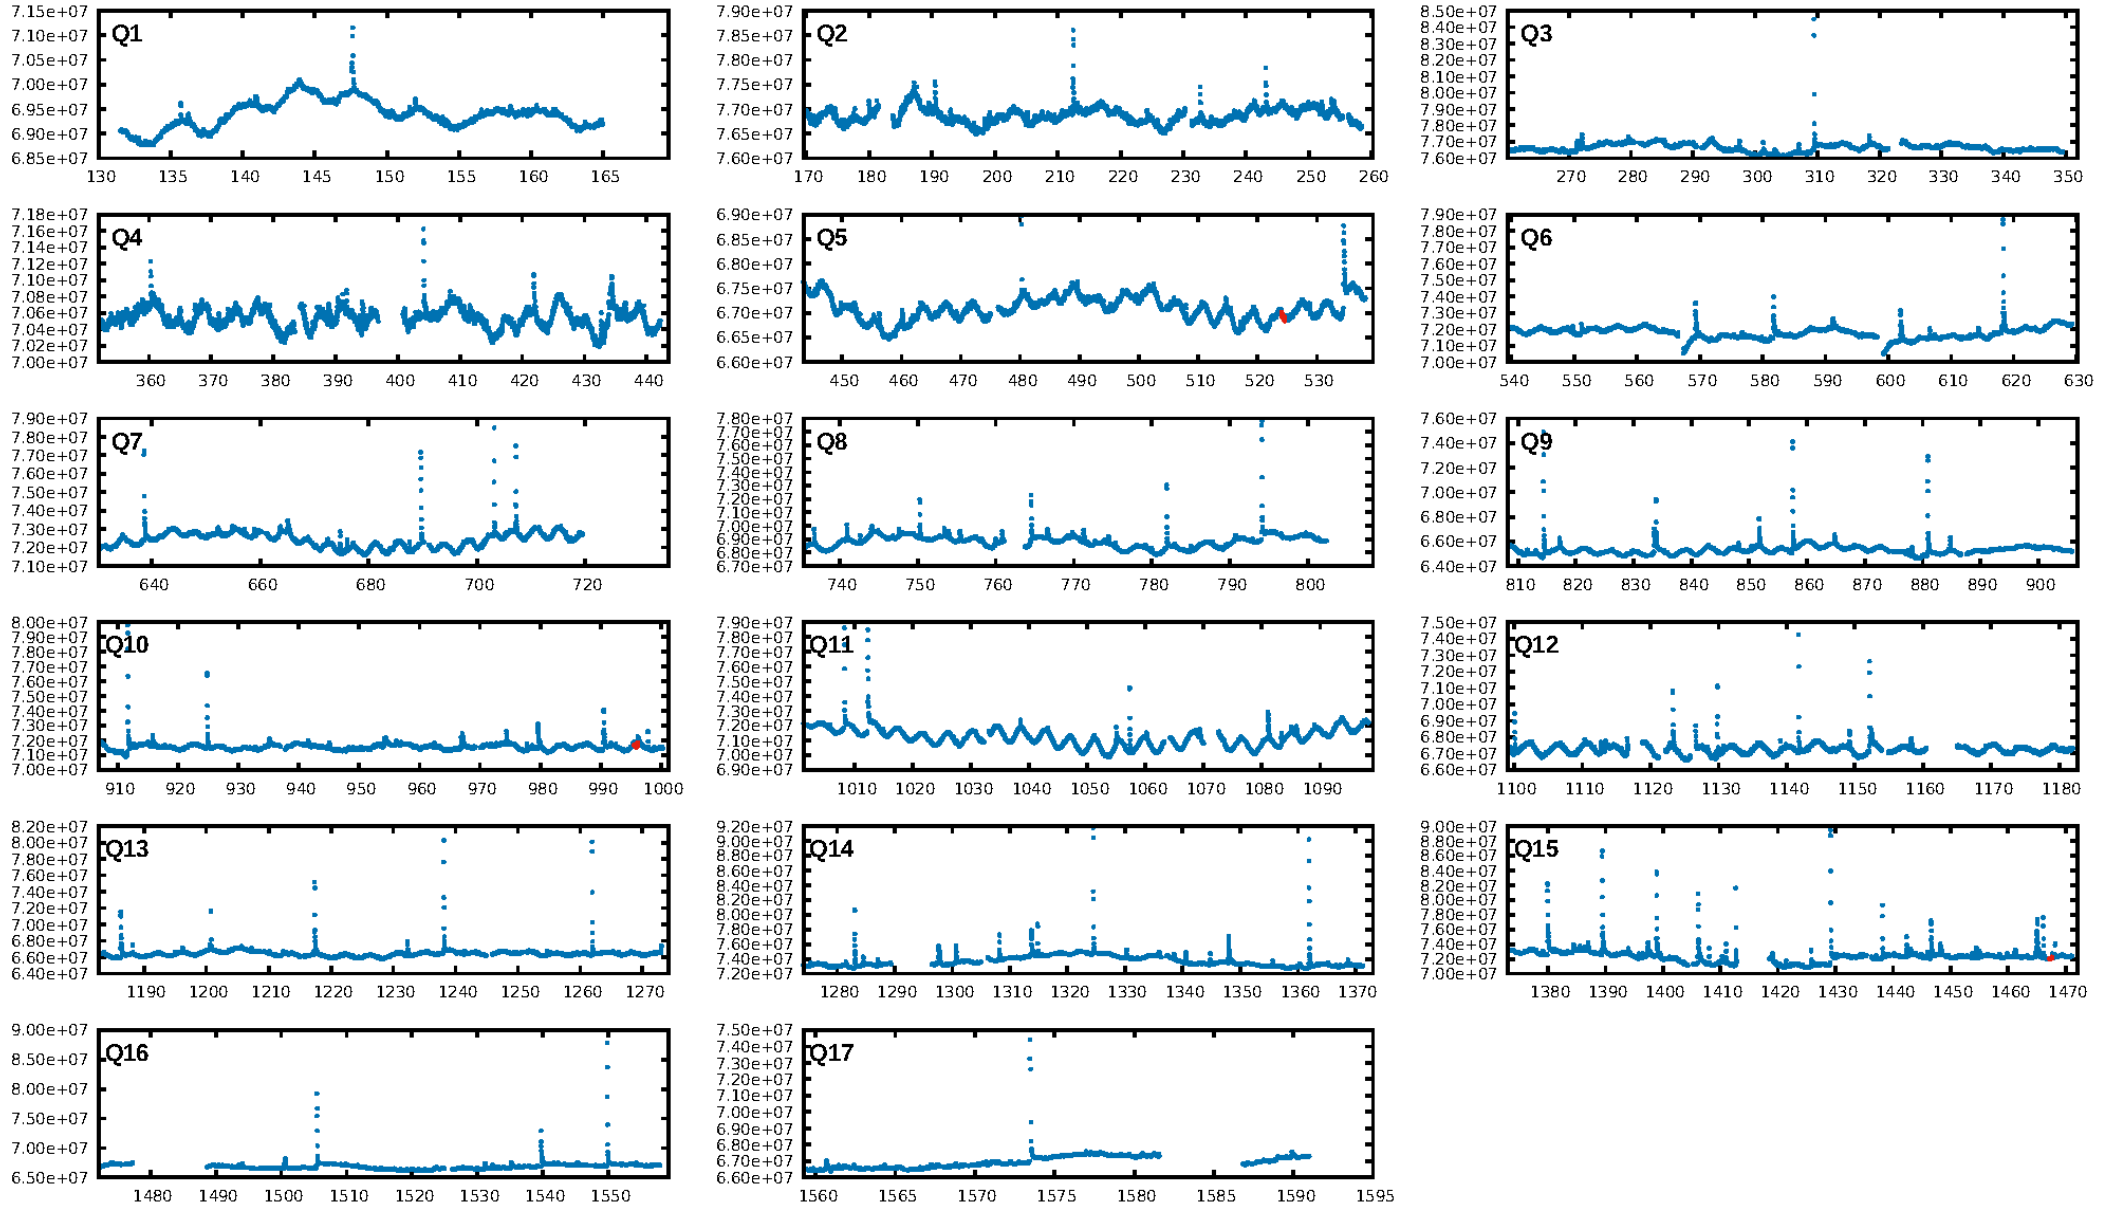 Q1
7.15e+07
7.10e+07
7.05e+07
7.00e+07
6.95e+07
6.90e+07
6.85e+07
130 135 140 145 150 155 160 165
Q2
7.90e+07
7.85e+07
7.80e+07
7.75e+07
7.70e+07
7.65e+07
7.60e+07
170 180 190 200 210 220 230 240 250 260
Q3
8.50e+07
8.40e+07
8.30e+07
8.20e+07
8.10e+07
8.00e+07
7.90e+07
7.80e+07
7.70e+07
7.60e+07
270 280 290 300 310 320 330 340 350
Q4
7.18e+07
7.16e+07
7.14e+07
7.12e+07
7.10e+07
7.08e+07
7.06e+07
7.04e+07
7.02e+07
7.00e+07
360 370 380 390 400 410 420 430 440
Q5
6.90e+07
6.85e+07
6.80e+07
6.75e+07
6.70e+07
6.65e+07
6.60e+07
450 460 470 480 490 500 510 520 530
Q6
7.90e+07
7.80e+07
7.70e+07
7.60e+07
7.50e+07
7.40e+07
7.30e+07
7.20e+07
7.10e+07
7.00e+07
540 550 560 570 580 590 600 610 620 630
Q7
7.90e+07
7.80e+07
7.70e+07
7.60e+07
7.50e+07
7.40e+07
7.30e+07
7.20e+07
7.10e+07
640 660 680 700 720
Q8
7.80e+07
7.70e+07
7.60e+07
7.50e+07
7.40e+07
7.30e+07
7.20e+07
7.10e+07
7.00e+07
6.90e+07
6.80e+07
6.70e+07
740 750 760 770 780 790 800
Q9
7.60e+07
7.40e+07
7.20e+07
7.00e+07
6.80e+07
6.60e+07
6.40e+07
810 820 830 840 850 860 870 880 890 900
Q10
8.00e+07
7.90e+07
7.80e+07
7.70e+07
7.60e+07
7.50e+07
7.40e+07
7.30e+07
7.20e+07
7.10e+07
7.00e+07
910 920 930 940 950 960 970 980 990 1000
Q11
7.90e+07
7.80e+07
7.70e+07
7.60e+07
7.50e+07
7.40e+07
7.30e+07
7.20e+07
7.10e+07
7.00e+07
6.90e+07
1010 1020 1030 1040 1050 1060 1070 1080 1090
Q12
7.50e+07
7.40e+07
7.30e+07
7.20e+07
7.10e+07
7.00e+07
6.90e+07
6.80e+07
6.70e+07
6.60e+07
1100 1110 1120 1130 1140 1150 1160 1170 1180
Q13
8.20e+07
8.00e+07
7.80e+07
7.60e+07
7.40e+07
7.20e+07
7.00e+07
6.80e+07
6.60e+07
6.40e+07
1190 1200 1210 1220 1230 1240 1250 1260 1270
Q14
9.20e+07
9.00e+07
8.80e+07
8.60e+07
8.40e+07
8.20e+07
8.00e+07
7.80e+07
7.60e+07
7.40e+07
7.20e+07
1280 1290 1300 1310 1320 1330 1340 1350 1360 1370
Q15
9.00e+07
8.80e+07
8.60e+07
8.40e+07
8.20e+07
8.00e+07
7.80e+07
7.60e+07
7.40e+07
7.20e+07
7.00e+07
1380 1390 1400 1410 1420 1430 1440 1450 1460 1470
Q16
9.00e+07
8.50e+07
8.00e+07
7.50e+07
7.00e+07
6.50e+07
1480 1490 1500 1510 1520 1530 1540 1550
Q17
7.50e+07
7.40e+07
7.30e+07
7.20e+07
7.10e+07
7.00e+07
6.90e+07
6.80e+07
6.70e+07
6.60e+07
1560 1565 1570 1575 1580 1585 1590 1595